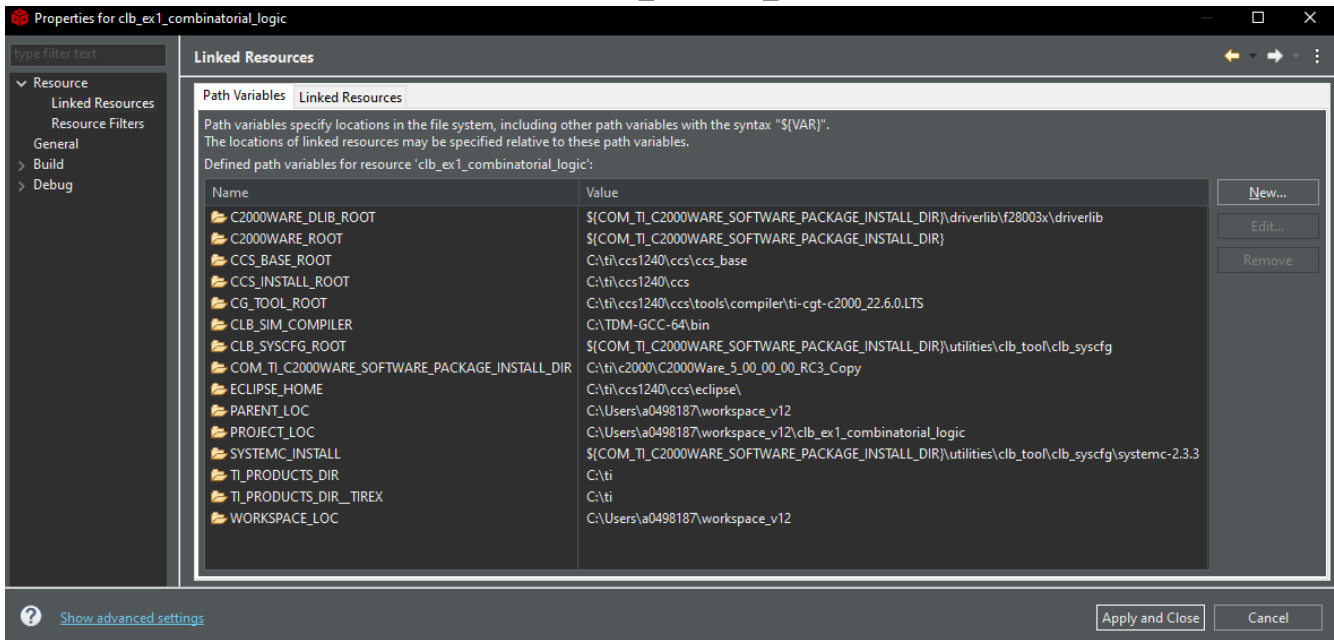 Properties for clb_ex1_combinatorial_logic
type filter text
Linked Resources
Resource
Linked Resources
Resource Filters
General
Build
Debug
Path Variables Linked Resources
Path variables specify locations in the file system, including other path variables with the syntax "${VAR}".
The locations of linked resources may be specified relative to these path variables.
Defined path variables for resource 'clb_ex1_combinatorial_logic':
Name Value
C2000WARE_DLIB_ROOT ${COM_TI_C2000WARE_SOFTWARE_PACKAGE_INSTALL_DIR}\driverlib\f28003x\driverlib
C2000WARE_ROOT ${COM_TI_C2000WARE_SOFTWARE_PACKAGE_INSTALL_DIR}
CCS_BASE_ROOT C:\ti\ccs1240\ccs\ccs_base
CCS_INSTALL_ROOT C:\ti\ccs1240\ccs
CG_TOOL_ROOT C:\ti\ccs1240\ccs\tools\compiler\ti-cgt-c2000_22.6.0.LTS
CLB_SIM_COMPILER C:\TDM-GCC-64\bin
CLB_SYSCFG_ROOT ${COM_TI_C2000WARE_SOFTWARE_PACKAGE_INSTALL_DIR}\utilities\clb_tool\clb_syscfg
COM_TI_C2000WARE_SOFTWARE_PACKAGE_INSTALL_DIR C:\ti\c2000\C2000Ware_5_00_00_00_RC3_Copy
ECLIPSE_HOME C:\ti\ccs1240\ccs\eclipse\
PARENT_LOC C:\Users\a0498187\workspace_v12
PROJECT_LOC C:\Users\a0498187\workspace_v12\clb_ex1_combinatorial_logic
SYSTEMC_INSTALL ${COM_TI_C2000WARE_SOFTWARE_PACKAGE_INSTALL_DIR}\utilities\clb_tool\clb_syscfg\systemc-2.3.3
TI_PRODUCTS_DIR C:\ti
TI_PRODUCTS_DIR__TIREX C:\ti
WORKSPACE_LOC C:\Users\a0498187\workspace_v12
New...
Edit...
Remove
Show advanced settings
Apply and Close Cancel